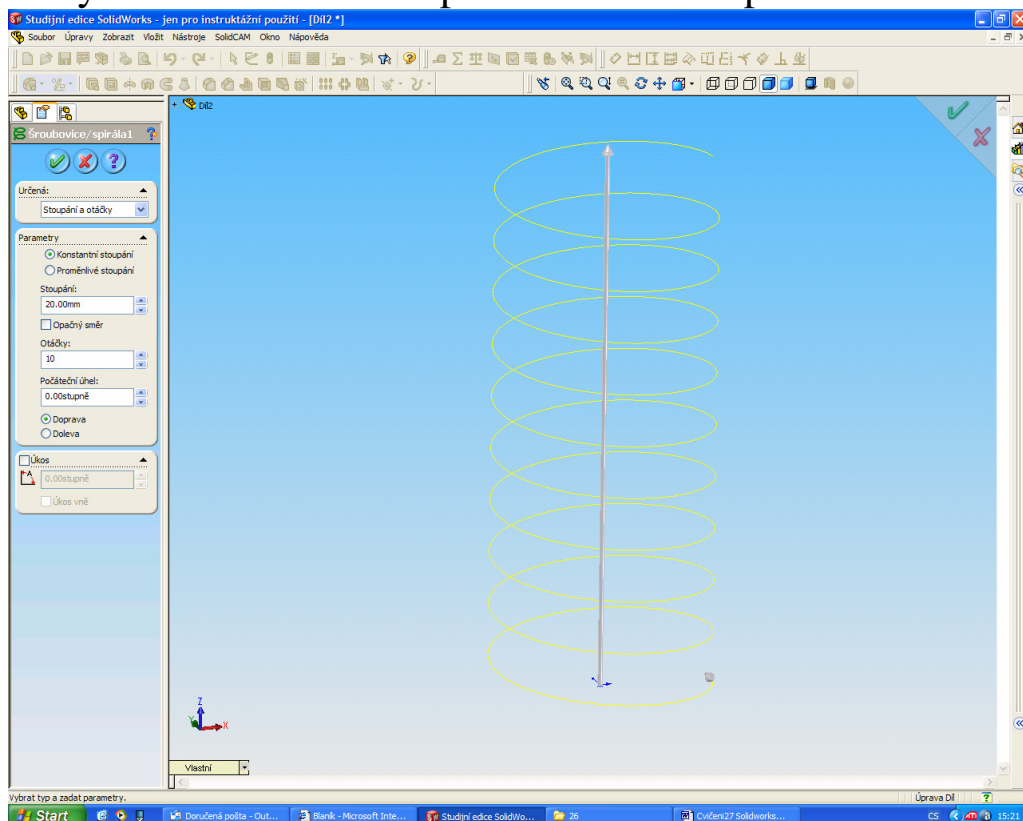 Studijní edice SolidWorks - jen pro instruktážní použití - [Díl2 *]
Soubor Úpravy Zobrazit Vložit Nástroje SolidCAM Okno Nápověda
Díl2
Šroubovice/spirála1
Určená:
Stoupání a otáčky
Parametry
Konstantní stoupání
Proměnlivé stoupání
Stoupání:
20.00mm
Opačný směr
Otáčky:
10
Počáteční úhel:
0.00stupně
Doprava
Doleva
Úkos
0.00stupně
Úkos vně
Z
Y
X
Vlastní
Vybrat typ a zadat parametry.
Úprava Díl
Start
Doručená pošta - Out...
Blaník - Microsoft Inte...
Studijní edice SolidWo...
26
Cvičení27 Solidworks...
CS
15:21